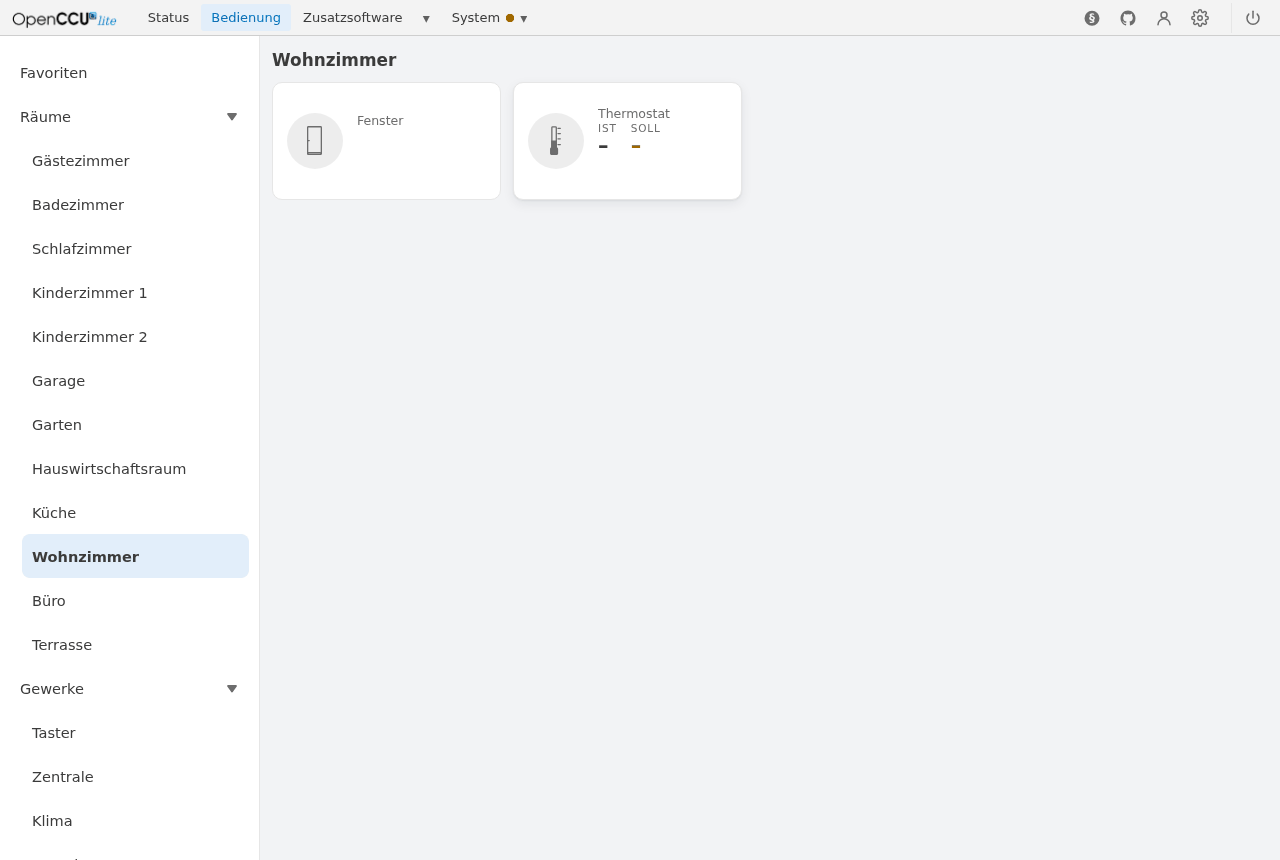 OpenCCU lite
Status
Bedienung
Zusatzsoftware
System
Favoriten
Räume
Gästezimmer
Badezimmer
Schlafzimmer
Kinderzimmer 1
Kinderzimmer 2
Garage
Garten
Hauswirtschaftsraum
Küche
Wohnzimmer
Büro
Terrasse
Gewerke
Taster
Zentrale
Klima
Wohnzimmer
Fenster
Thermostat
IST SOLL
– –